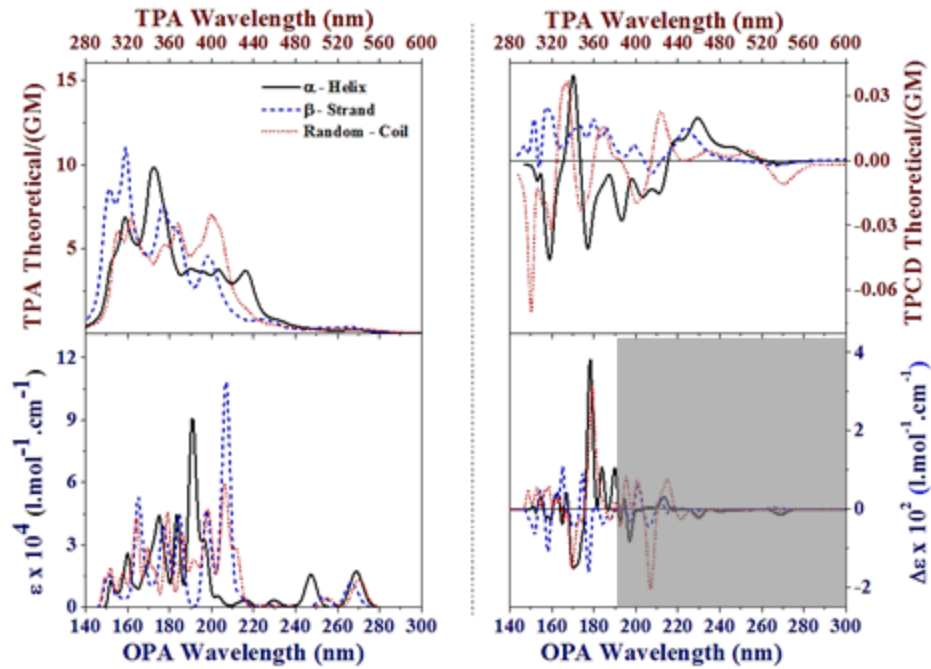 TPA Wavelength (nm)
280 320 360 400 440 480 520 560 600
TPA Theoretical/(GM)
15
10
5
α - Helix
β - Strand
Random - Coil
TPA Wavelength (nm)
280 320 360 400 440 480 520 560 600
0.03
0.00
-0.03
-0.06
TPCD Theoretical/(GM)
ε x 10⁴ (l.mol⁻¹.cm⁻¹)
12
9
6
3
0
140 160 180 200 220 240 260 280 300
OPA Wavelength (nm)
4
2
0
-2
Δε x 10² (l.mol⁻¹.cm⁻¹)
140 160 180 200 220 240 260 280 300
OPA Wavelength (nm)